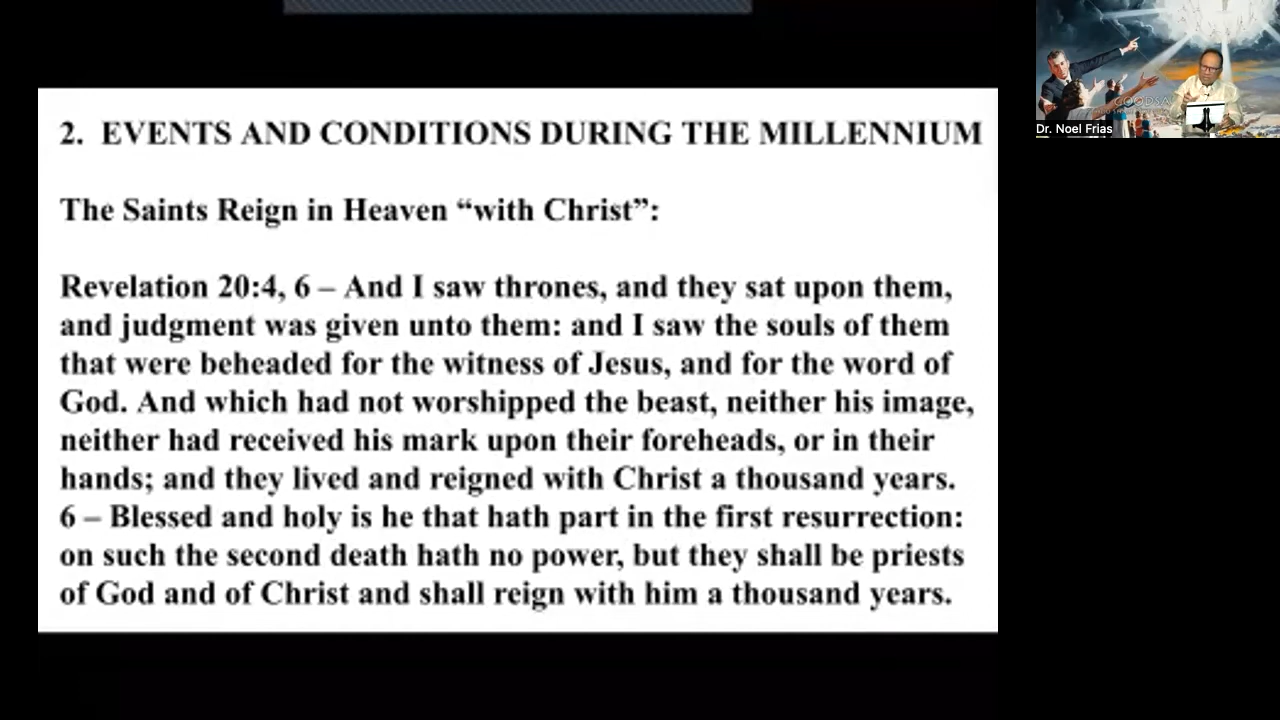 2. EVENTS AND CONDITIONS DURING THE MILLENNIUM
The Saints Reign in Heaven “with Christ”:
Revelation 20:4, 6 – And I saw thrones, and they sat upon them,
and judgment was given unto them: and I saw the souls of them
that were beheaded for the witness of Jesus, and for the word of
God. And which had not worshipped the beast, neither his image,
neither had received his mark upon their foreheads, or in their
hands; and they lived and reigned with Christ a thousand years.
6 – Blessed and holy is he that hath part in the first resurrection:
on such the second death hath no power, but they shall be priests
of God and of Christ and shall reign with him a thousand years.
Dr. Noel Frias